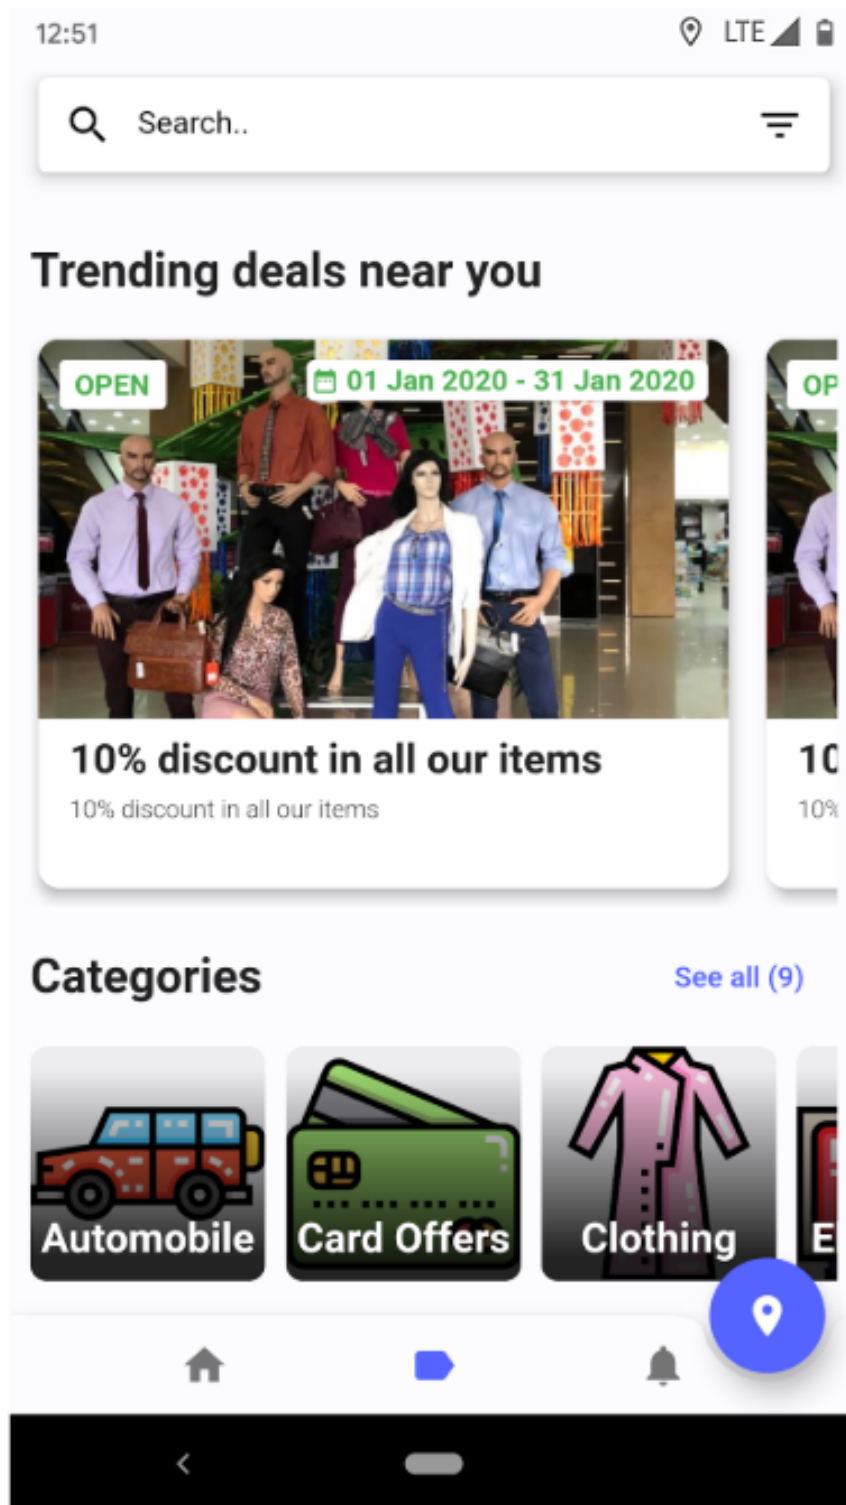 12:51
LTE
Search..
Trending deals near you
OPEN
01 Jan 2020 - 31 Jan 2020
OP
10% discount in all our items
10% discount in all our items
10
10%
Categories
See all (9)
Automobile
Card Offers
Clothing
E